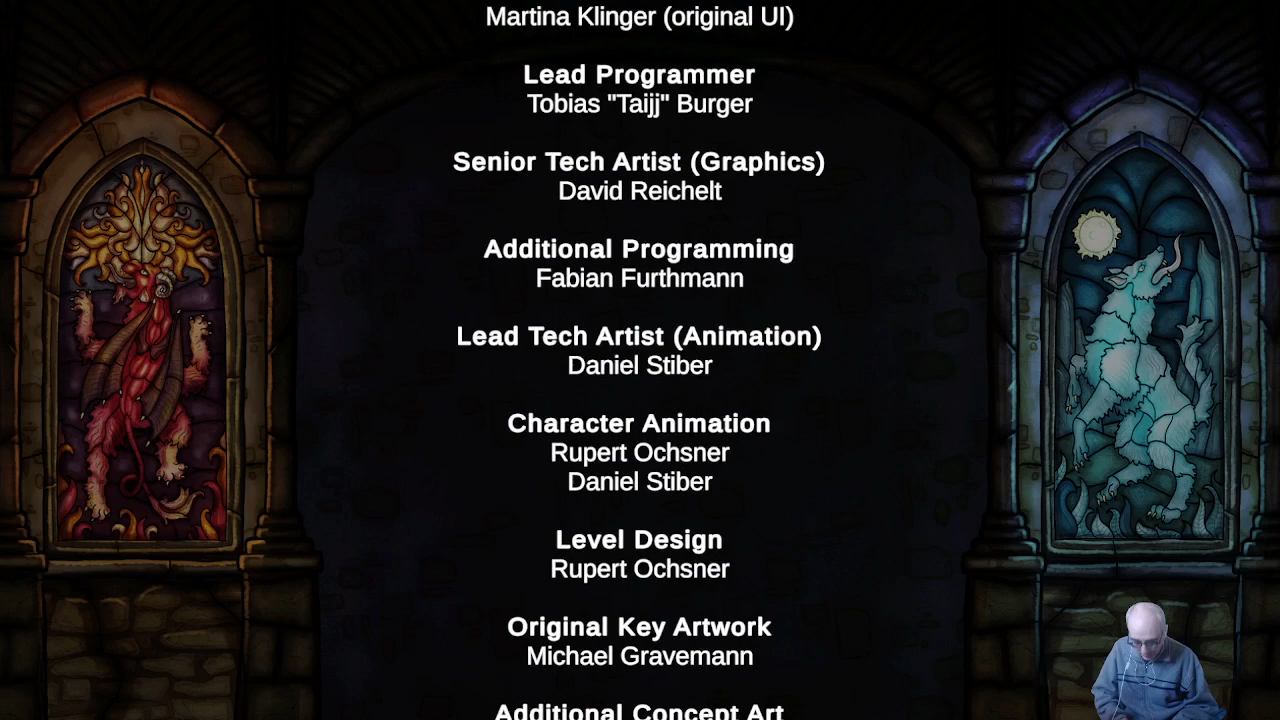 Martina Klinger (original UI)
Lead Programmer
Tobias "Taijj" Burger
Senior Tech Artist (Graphics)
David Reichelt
Additional Programming
Fabian Furthmann
Lead Tech Artist (Animation)
Daniel Stiber
Character Animation
Rupert Ochsner
Daniel Stiber
Level Design
Rupert Ochsner
Original Key Artwork
Michael Gravemann
Additional Concept Art